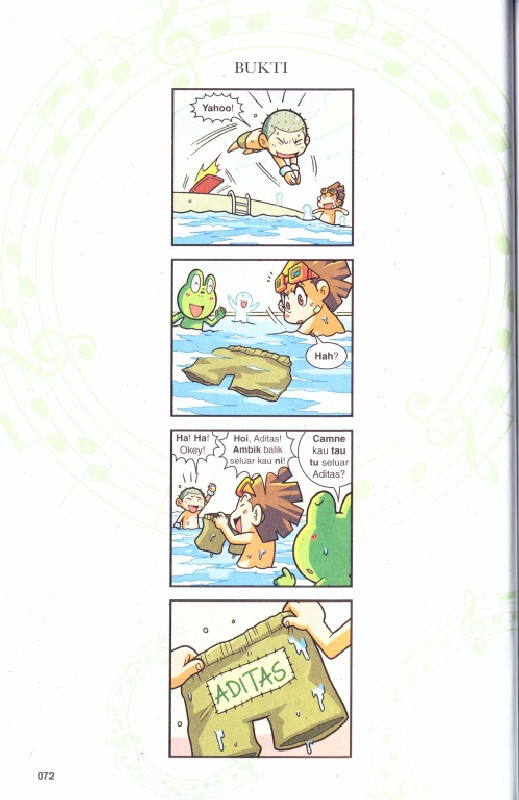 BUKTI
Yahoo!
Hah?
Ha! Ha!
Okey!
Hoi, Aditas!
Ambik balik
seluar kau ni!
Camne
kau tau
tu seluar
Aditas?
ADITAS
072